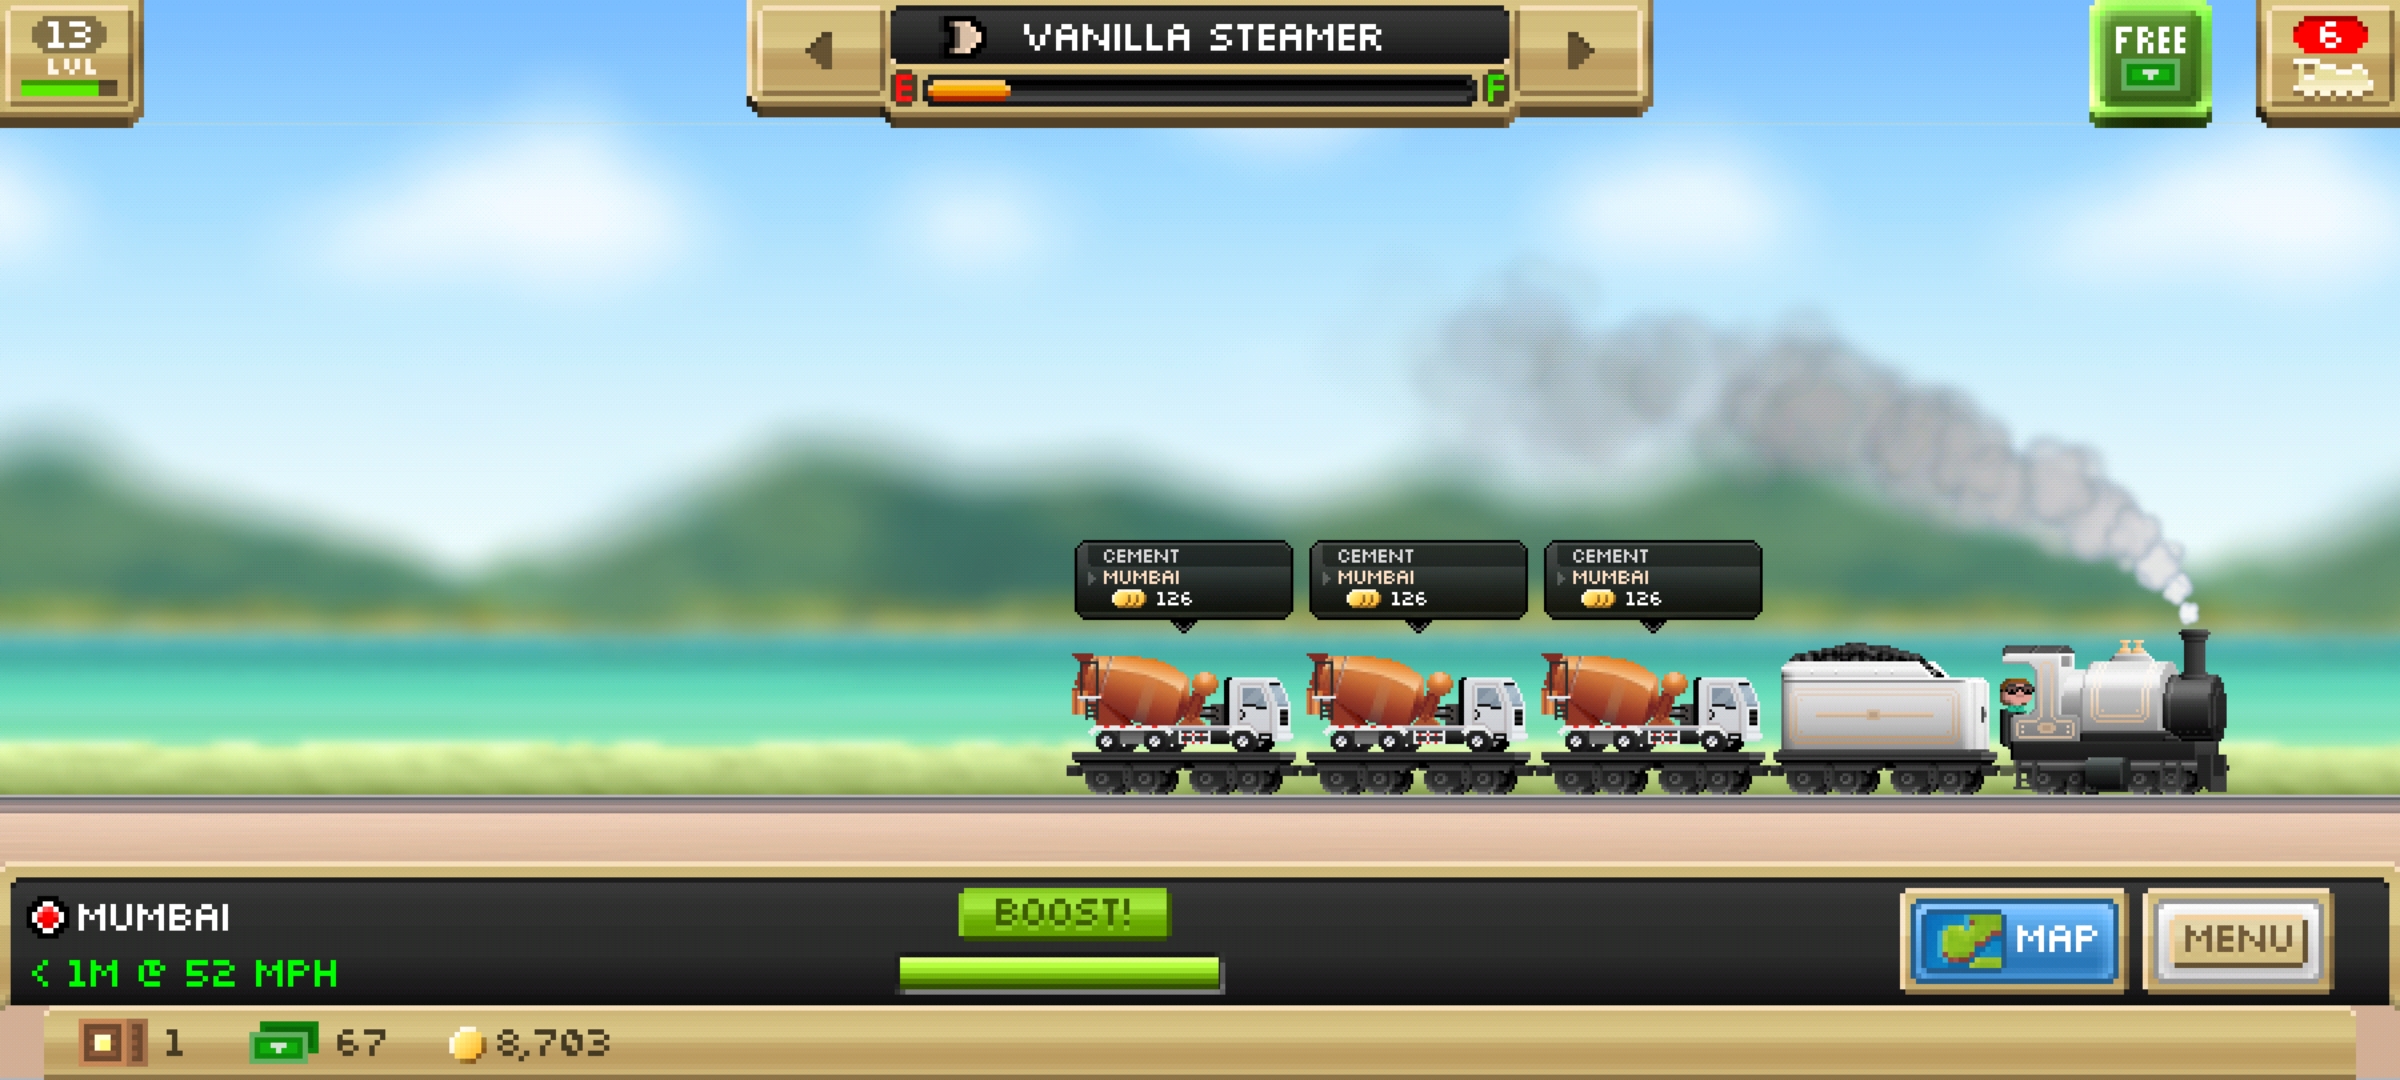 13
LVL
VANILLA STEAMER
E F
FREE
6
CEMENT
MUMBAI
126
CEMENT
MUMBAI
126
CEMENT
MUMBAI
126
MUMBAI
< 1M @ 52 MPH
BOOST!
MAP
MENU
1
67
8,703